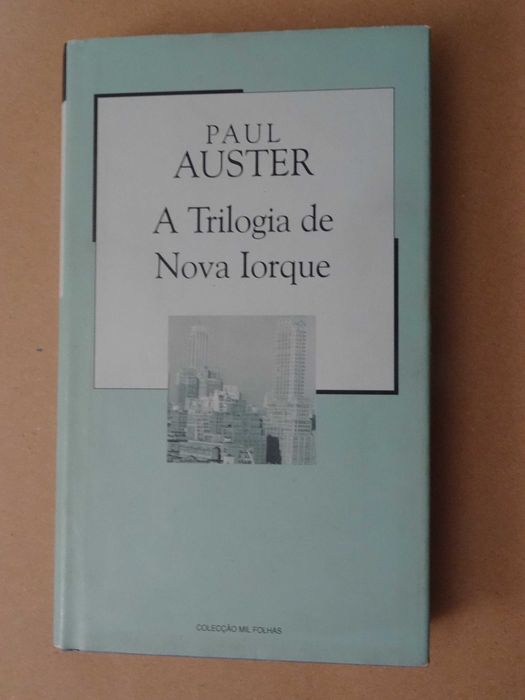 PAUL
AUSTER
A Trilogia de
Nova Iorque
COLECÇÃO MIL FOLHAS